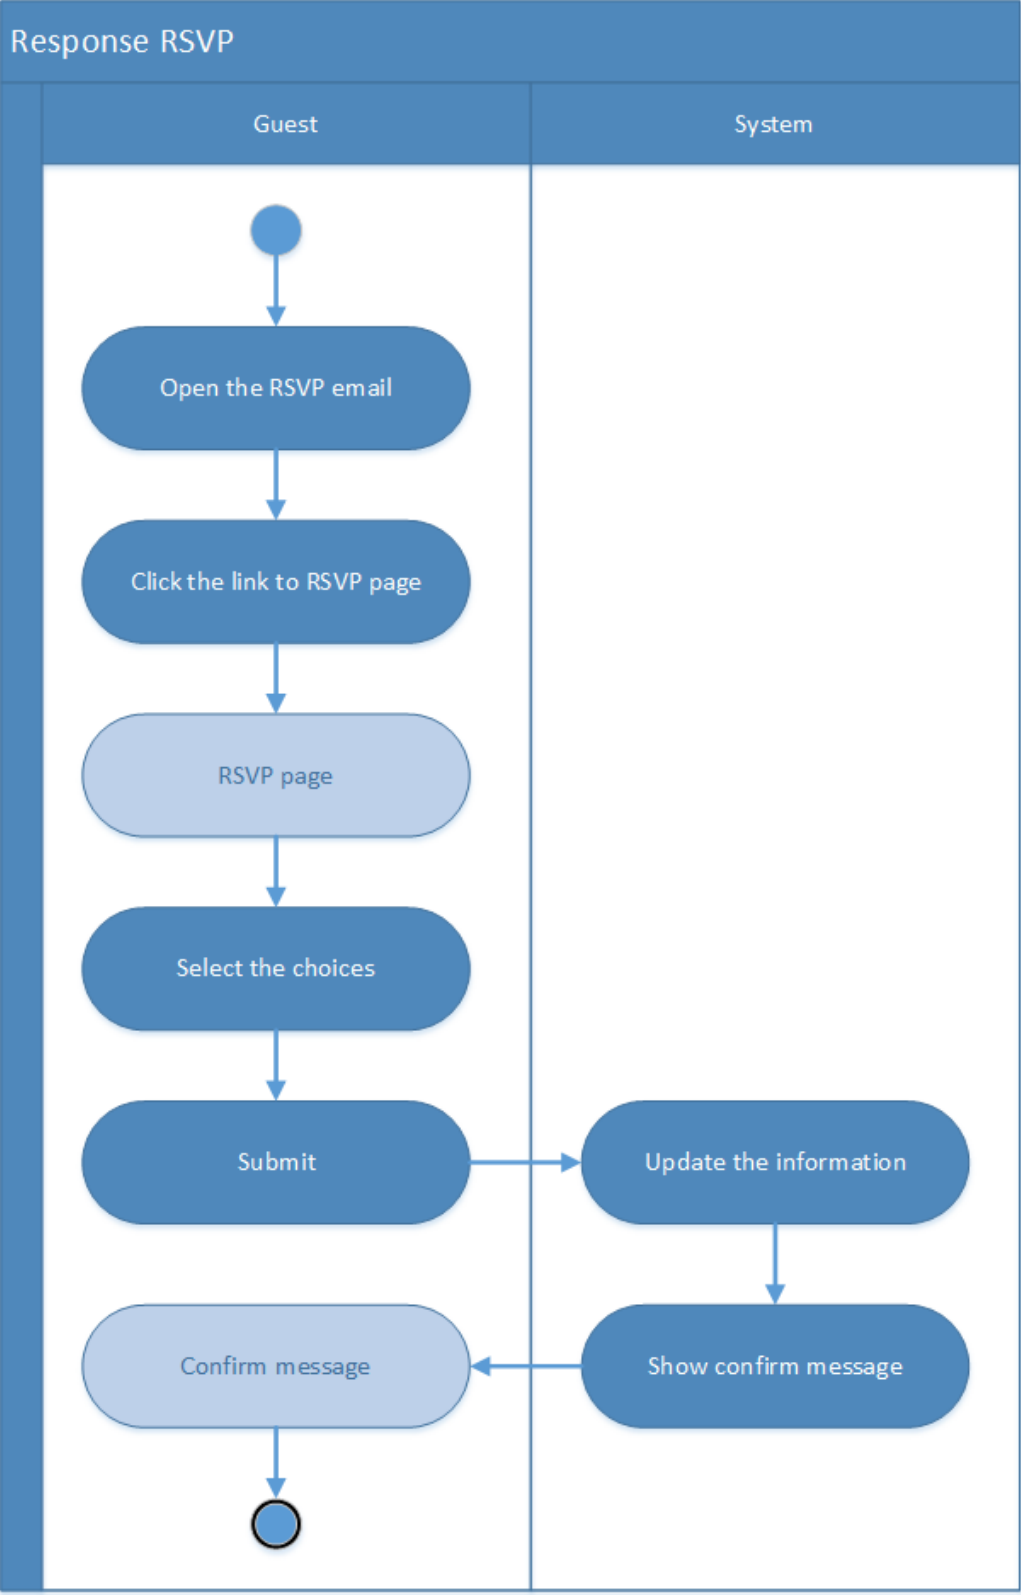 Response RSVP
Guest
System
Open the RSVP email
Click the link to RSVP page
RSVP page
Select the choices
Submit
Update the information
Confirm message
Show confirm message